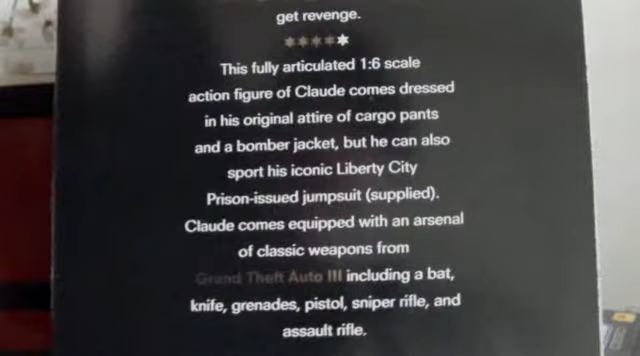 get revenge.
This fully articulated 1:6 scale
action figure of Claude comes dressed
in his original attire of cargo pants
and a bomber jacket, but he can also
sport his iconic Liberty City
Prison-issued jumpsuit (supplied).
Claude comes equipped with an arsenal
of classic weapons from
Grand Theft Auto III including a bat,
knife, grenades, pistol, sniper rifle, and
assault rifle.